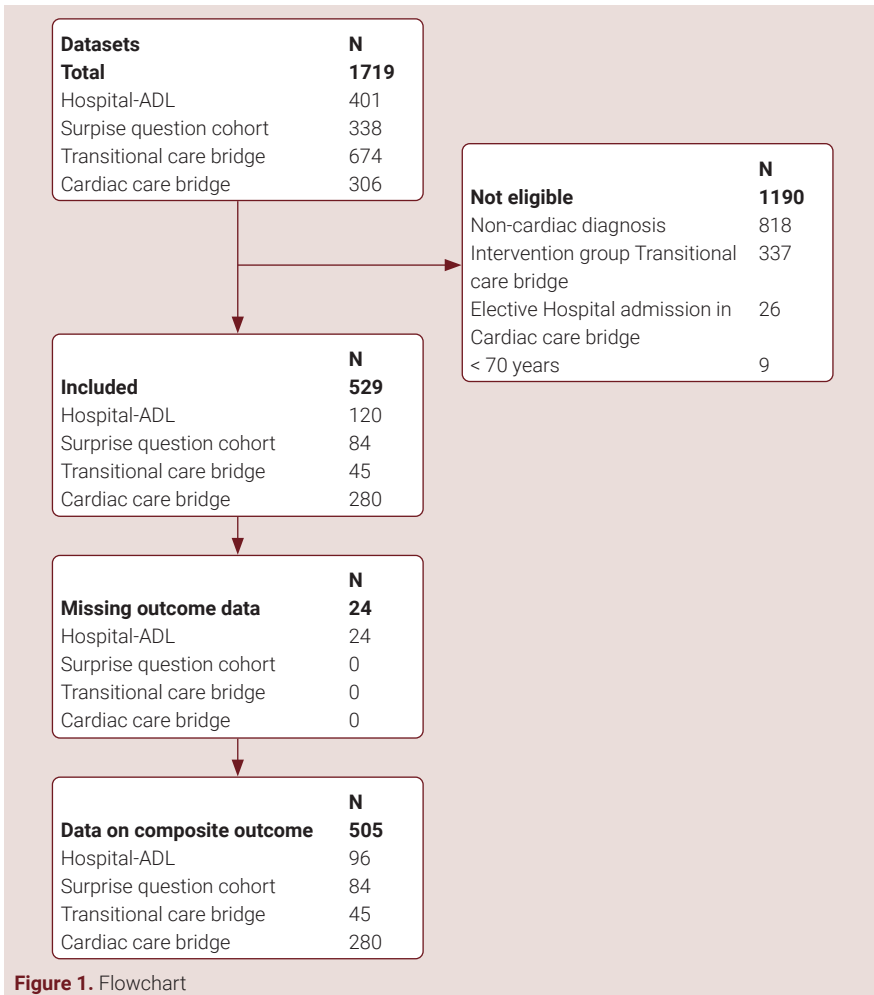 Datasets N
Total 1719
Hospital-ADL 401
Surpise question cohort 338
Transitional care bridge 674
Cardiac care bridge 306
N
Not eligible 1190
Non-cardiac diagnosis 818
Intervention group Transitional 337
care bridge
Elective Hospital admission in 26
Cardiac care bridge
< 70 years 9
N
Included 529
Hospital-ADL 120
Surprise question cohort 84
Transitional care bridge 45
Cardiac care bridge 280
N
Missing outcome data 24
Hospital-ADL 24
Surprise question cohort 0
Transitional care bridge 0
Cardiac care bridge 0
N
Data on composite outcome 505
Hospital-ADL 96
Surprise question cohort 84
Transitional care bridge 45
Cardiac care bridge 280
Figure 1. Flowchart